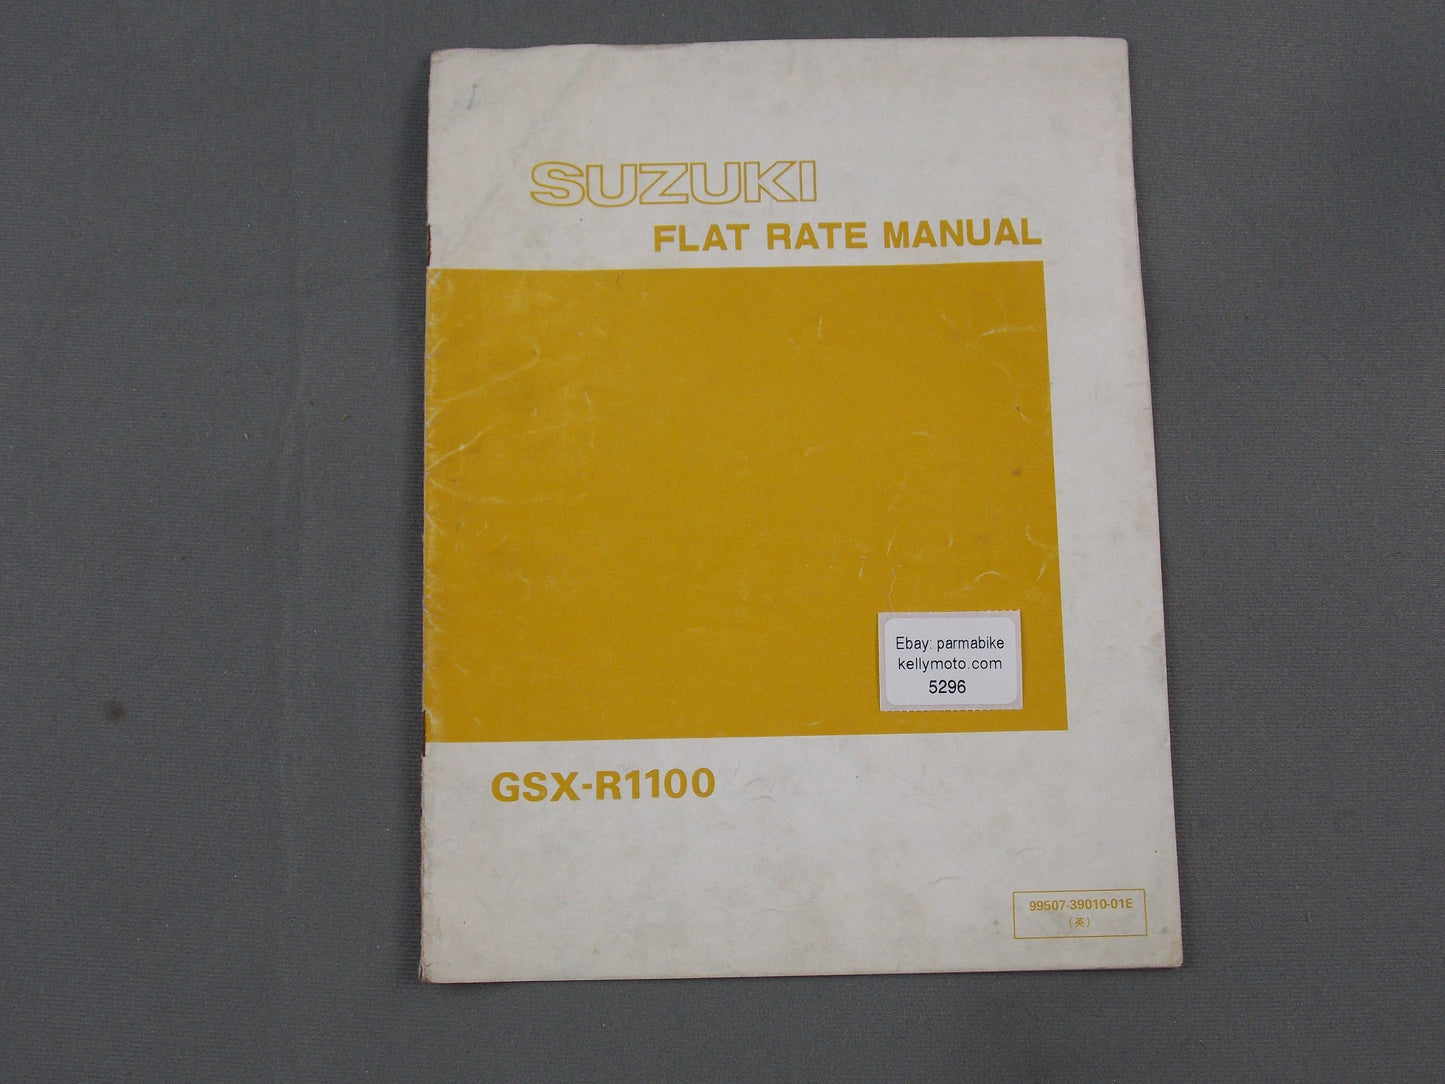 SUZUKI
FLAT RATE MANUAL
Ebay: parmabike
kellymoto.com
5296
GSX-R1100
99507-39010-01E
(英)